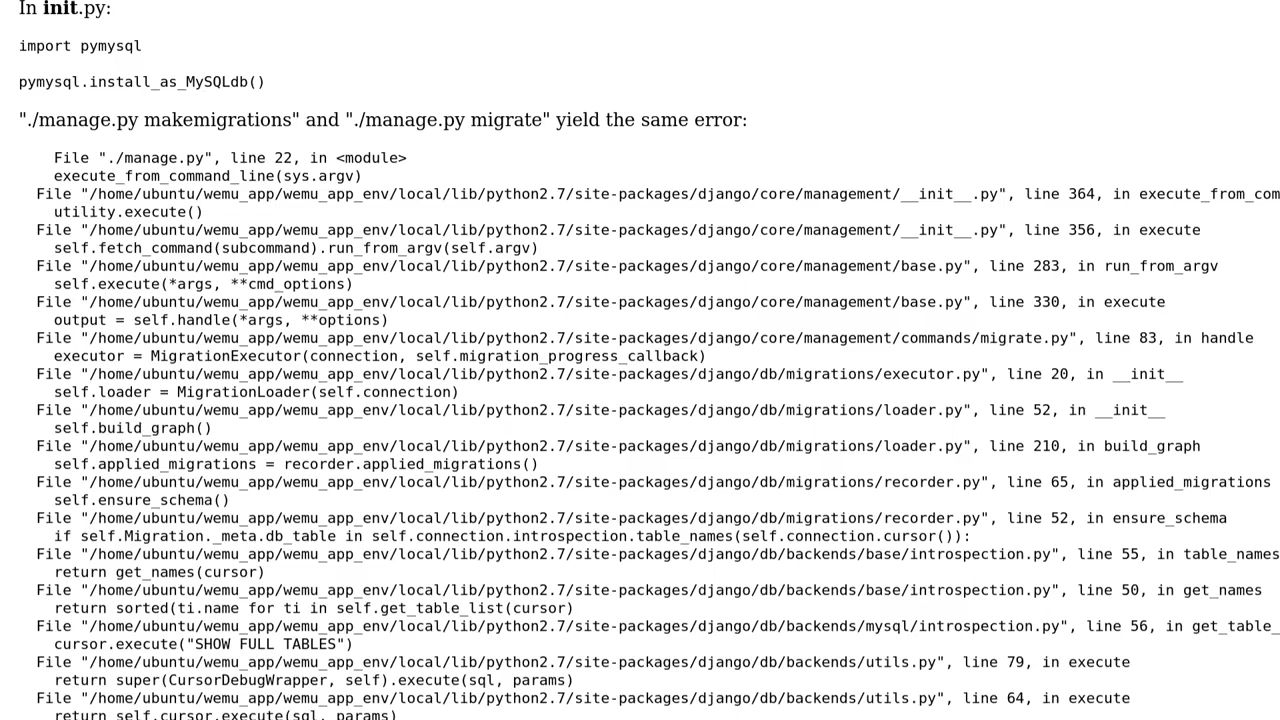 In init.py:
import pymysql
pymysql.install_as_MySQLdb()
"./manage.py makemigrations" and "./manage.py migrate" yield the same error:
File "./manage.py", line 22, in <module>
execute_from_command_line(sys.argv)
File "/home/ubuntu/wemu_app/wemu_app_env/local/lib/python2.7/site-packages/django/core/management/__init__.py", line 364, in execute_from_com
utility.execute()
File "/home/ubuntu/wemu_app/wemu_app_env/local/lib/python2.7/site-packages/django/core/management/__init__.py", line 356, in execute
self.fetch_command(subcommand).run_from_argv(self.argv)
File "/home/ubuntu/wemu_app/wemu_app_env/local/lib/python2.7/site-packages/django/core/management/base.py", line 283, in run_from_argv
self.execute(*args, **cmd_options)
File "/home/ubuntu/wemu_app/wemu_app_env/local/lib/python2.7/site-packages/django/core/management/base.py", line 330, in execute
output = self.handle(*args, **options)
File "/home/ubuntu/wemu_app/wemu_app_env/local/lib/python2.7/site-packages/django/core/management/commands/migrate.py", line 83, in handle
executor = MigrationExecutor(connection, self.migration_progress_callback)
File "/home/ubuntu/wemu_app/wemu_app_env/local/lib/python2.7/site-packages/django/db/migrations/executor.py", line 20, in __init__
self.loader = MigrationLoader(self.connection)
File "/home/ubuntu/wemu_app/wemu_app_env/local/lib/python2.7/site-packages/django/db/migrations/loader.py", line 52, in __init__
self.build_graph()
File "/home/ubuntu/wemu_app/wemu_app_env/local/lib/python2.7/site-packages/django/db/migrations/loader.py", line 210, in build_graph
self.applied_migrations = recorder.applied_migrations()
File "/home/ubuntu/wemu_app/wemu_app_env/local/lib/python2.7/site-packages/django/db/migrations/recorder.py", line 65, in applied_migrations
self.ensure_schema()
File "/home/ubuntu/wemu_app/wemu_app_env/local/lib/python2.7/site-packages/django/db/migrations/recorder.py", line 52, in ensure_schema
if self.Migration._meta.db_table in self.connection.introspection.table_names(self.connection.cursor()):
File "/home/ubuntu/wemu_app/wemu_app_env/local/lib/python2.7/site-packages/django/db/backends/base/introspection.py", line 55, in table_names
return get_names(cursor)
File "/home/ubuntu/wemu_app/wemu_app_env/local/lib/python2.7/site-packages/django/db/backends/base/introspection.py", line 50, in get_names
return sorted(ti.name for ti in self.get_table_list(cursor)
File "/home/ubuntu/wemu_app/wemu_app_env/local/lib/python2.7/site-packages/django/db/backends/mysql/introspection.py", line 56, in get_table_
cursor.execute("SHOW FULL TABLES")
File "/home/ubuntu/wemu_app/wemu_app_env/local/lib/python2.7/site-packages/django/db/backends/utils.py", line 79, in execute
return super(CursorDebugWrapper, self).execute(sql, params)
File "/home/ubuntu/wemu_app/wemu_app_env/local/lib/python2.7/site-packages/django/db/backends/utils.py", line 64, in execute
return self.cursor.execute(sql, params)